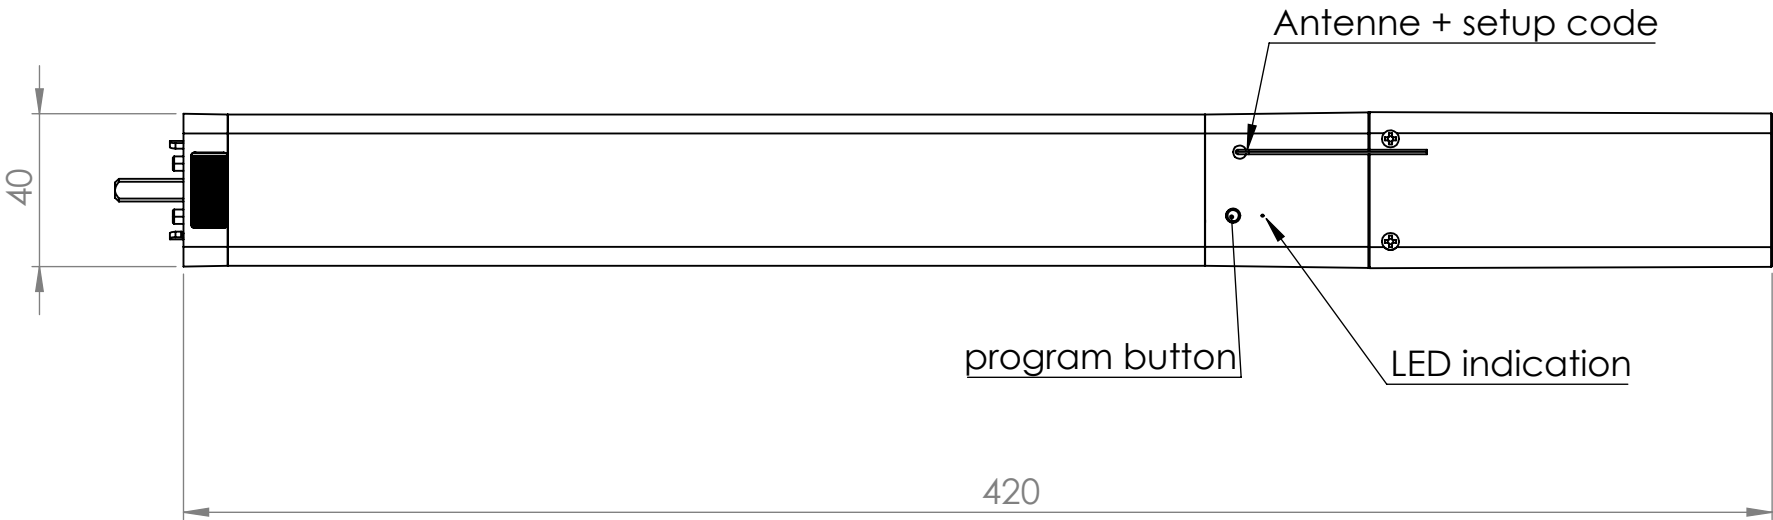 Antenne + setup code
40
program button
LED indication
420